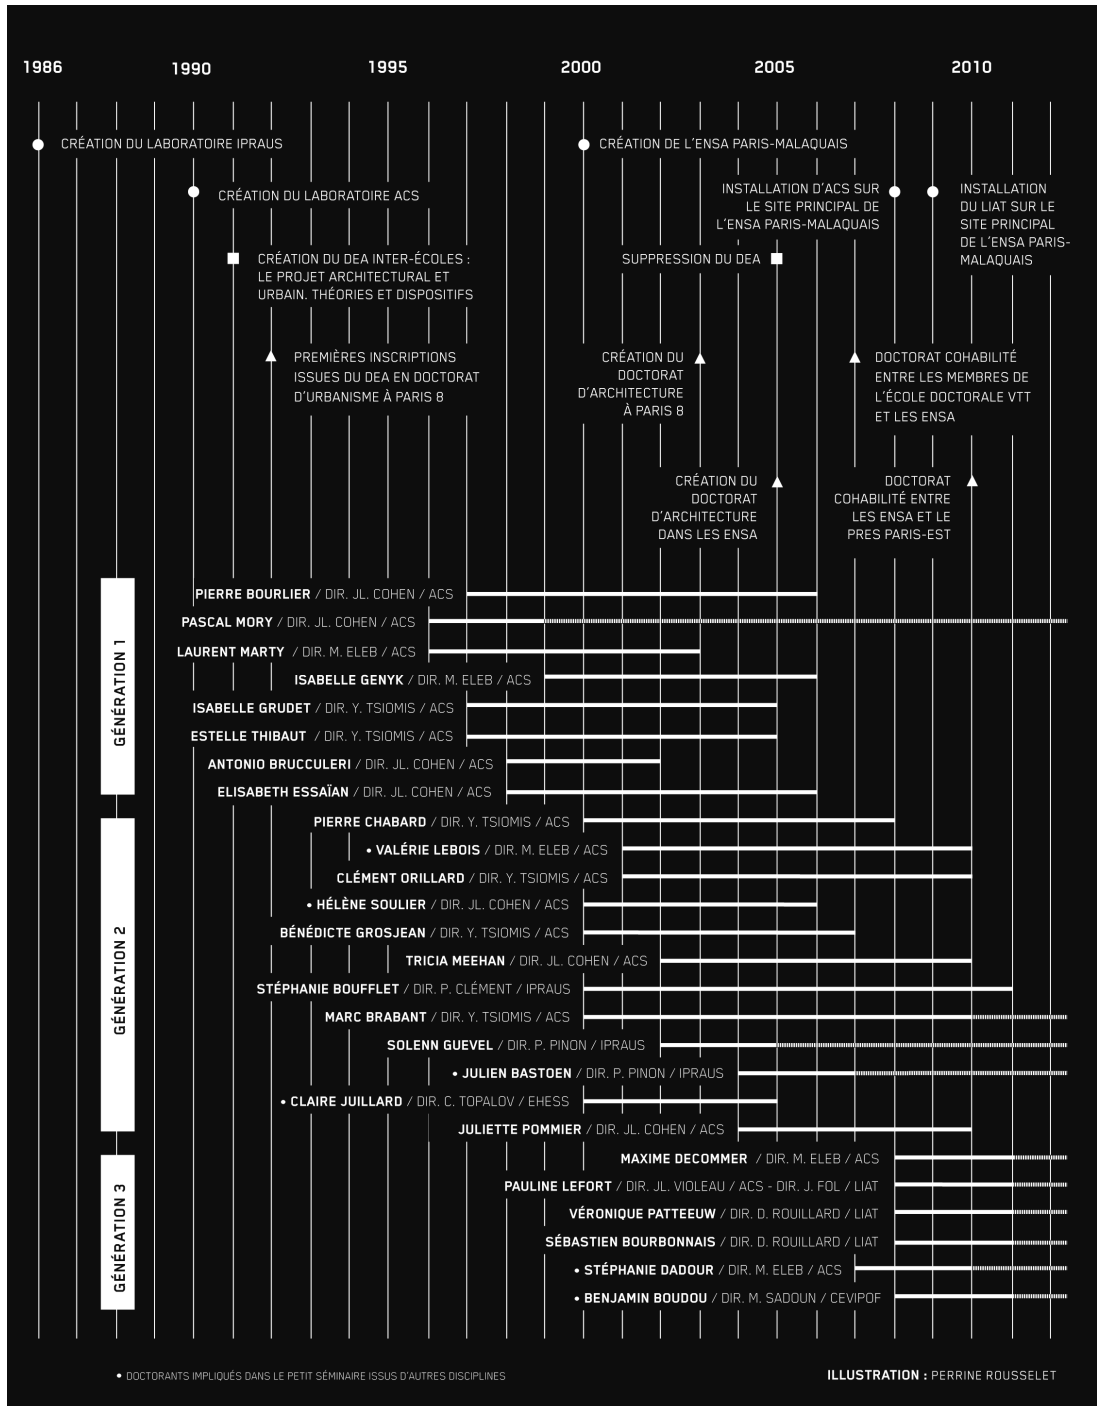 1986
1990
1995
2000
2005
2010
CRÉATION DU LABORATOIRE IPRAUS
CRÉATION DE L'ENSA PARIS-MALAQUAIS
CRÉATION DU LABORATOIRE ACS
INSTALLATION D'ACS SUR
LE SITE PRINCIPAL DE
L'ENSA PARIS-MALAQUAIS
INSTALLATION
DU LIAT SUR LE
SITE PRINCIPAL
DE L'ENSA PARIS-
MALAQUAIS
CRÉATION DU DEA INTER-ÉCOLES :
LE PROJET ARCHITECTURAL ET
URBAIN. THÉORIES ET DISPOSITIFS
SUPPRESSION DU DEA
PREMIÈRES INSCRIPTIONS
ISSUES DU DEA EN DOCTORAT
D'URBANISME À PARIS 8
CRÉATION DU
DOCTORAT
D'ARCHITECTURE
À PARIS 8
DOCTORAT COHABILITÉ
ENTRE LES MEMBRES DE
L'ÉCOLE DOCTORALE VTT
ET LES ENSA
CRÉATION DU
DOCTORAT
D'ARCHITECTURE
DANS LES ENSA
DOCTORAT
COHABILITÉ ENTRE
LES ENSA ET LE
PRES PARIS-EST
GÉNÉRATION 1
PIERRE BOURLIER / DIR. JL. COHEN / ACS
PASCAL MORY / DIR. JL. COHEN / ACS
LAURENT MARTY / DIR. M. ELEB / ACS
ISABELLE GENYK / DIR. M. ELEB / ACS
ISABELLE GRUDET / DIR. Y. TSIOMIS / ACS
ESTELLE THIBAUT / DIR. Y. TSIOMIS / ACS
ANTONIO BRUCCULERI / DIR. JL. COHEN / ACS
ELISABETH ESSAÏAN / DIR. JL. COHEN / ACS
GÉNÉRATION 2
PIERRE CHABARD / DIR. Y. TSIOMIS / ACS
• VALÉRIE LEBOIS / DIR. M. ELEB / ACS
CLÉMENT ORILLARD / DIR. Y. TSIOMIS / ACS
• HÉLÈNE SOULIER / DIR. JL. COHEN / ACS
BÉNÉDICTE GROSJEAN / DIR. Y. TSIOMIS / ACS
TRICIA MEEHAN / DIR. JL. COHEN / ACS
STÉPHANIE BOUFFLET / DIR. P. CLÉMENT / IPRAUS
MARC BRABANT / DIR. Y. TSIOMIS / ACS
SOLENN GUEVEL / DIR. P. PINON / IPRAUS
• JULIEN BASTOEN / DIR. P. PINON / IPRAUS
• CLAIRE JUILLARD / DIR. C. TOPALOV / EHESS
JULIETTE POMMIER / DIR. JL. COHEN / ACS
GÉNÉRATION 3
MAXIME DECOMMER / DIR. M. ELEB / ACS
PAULINE LEFORT / DIR. JL. VIOLEAU / ACS - DIR. J. FOL / LIAT
VÉRONIQUE PATTEEUW / DIR. D. ROUILLARD / LIAT
SÉBASTIEN BOURBONNAIS / DIR. D. ROUILLARD / LIAT
• STÉPHANIE DADOUR / DIR. M. ELEB / ACS
• BENJAMIN BOUDOU / DIR. M. SADOUN / CEVIPOF
• DOCTORANTS IMPLIQUÉS DANS LE PETIT SÉMINAIRE ISSUS D'AUTRES DISCIPLINES
ILLUSTRATION : PERRINE ROUSSELET